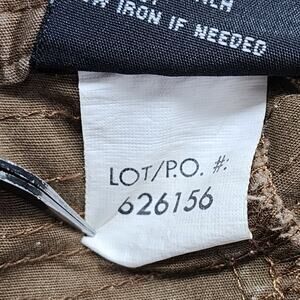 IRON IF NEEDED
LOT/P.O. #:
626156